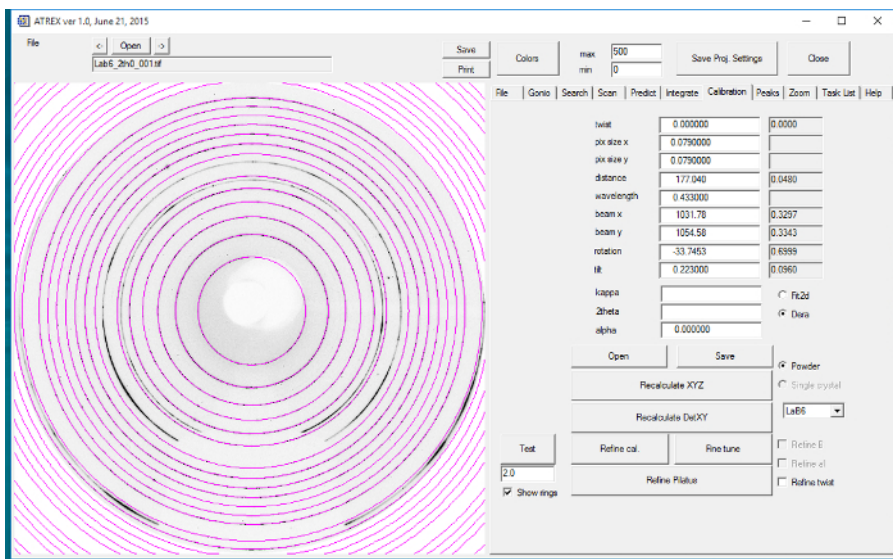 ATREX ver 1.0, June 21, 2015
File <- Open -> Save
Lab6_2th0_001.tif Print
Colors max 500 Save Proj. Settings Close
min 0
File Gonio Search Scan Predict Integrate Calibration Peaks Zoom Task List Help
twist 0.000000 0.0000
pix size x 0.0790000
pix size y 0.0790000
distance 177.040 0.0480
wavelength 0.433000
beam x 1031.78 0.3297
beam y 1054.58 0.3343
rotation -33.7453 0.6999
tilt 0.223000 0.0960
kappa Fit2d
2theta Dera
alpha 0.000000
Open Save Powder
Recalculate XYZ Single crystal
Recalculate DetXY LaB6
Test Refine cal. Fine tune Refine E
2.0 Refine el
Show rings Refine Pilatus Refine twist